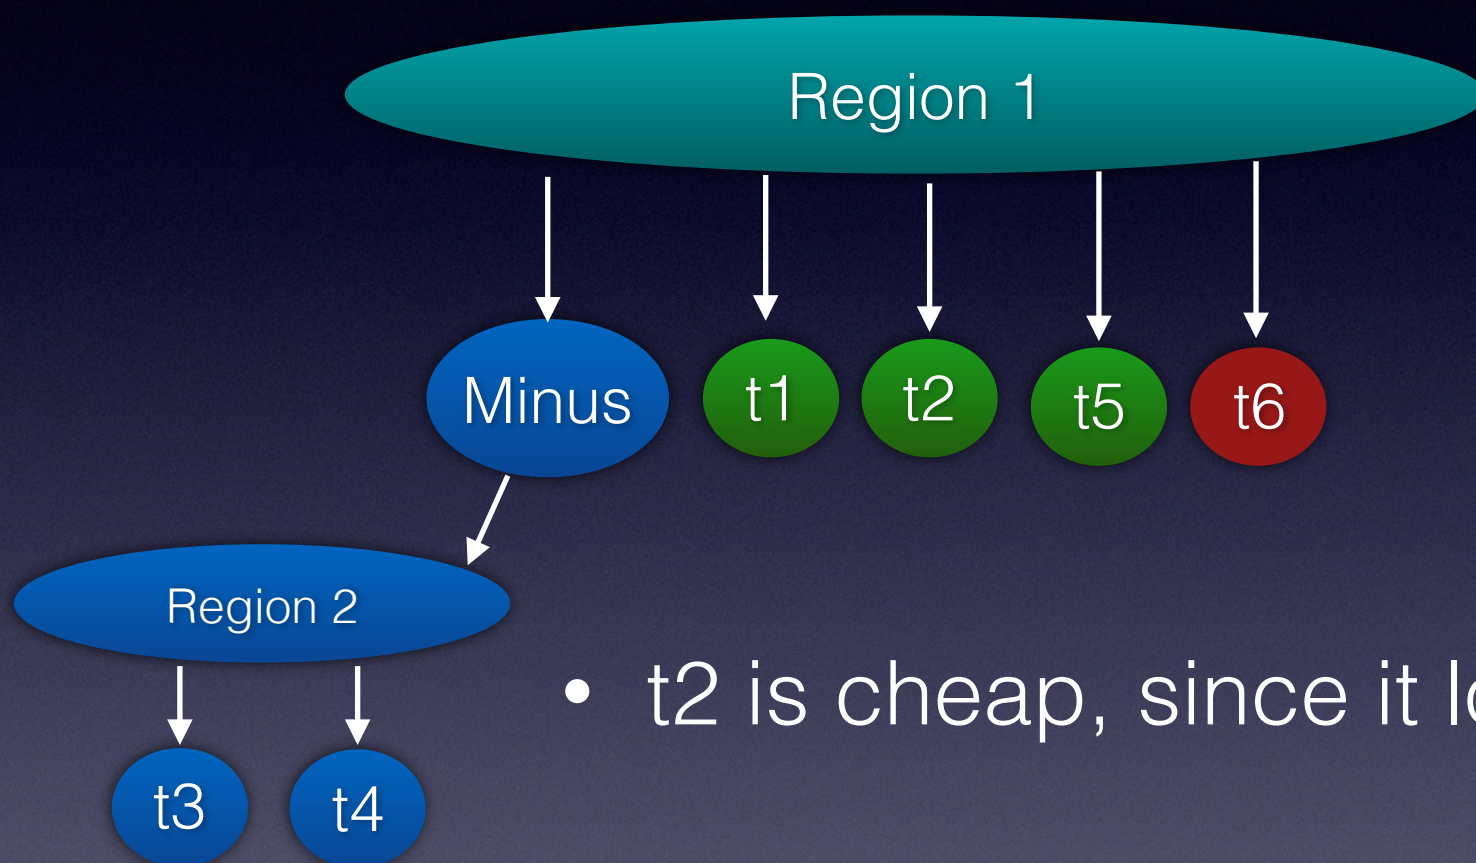 Region 1
Minus
t1
t2
t5
t6
Region 2
• t2 is cheap, since it
t3
t4